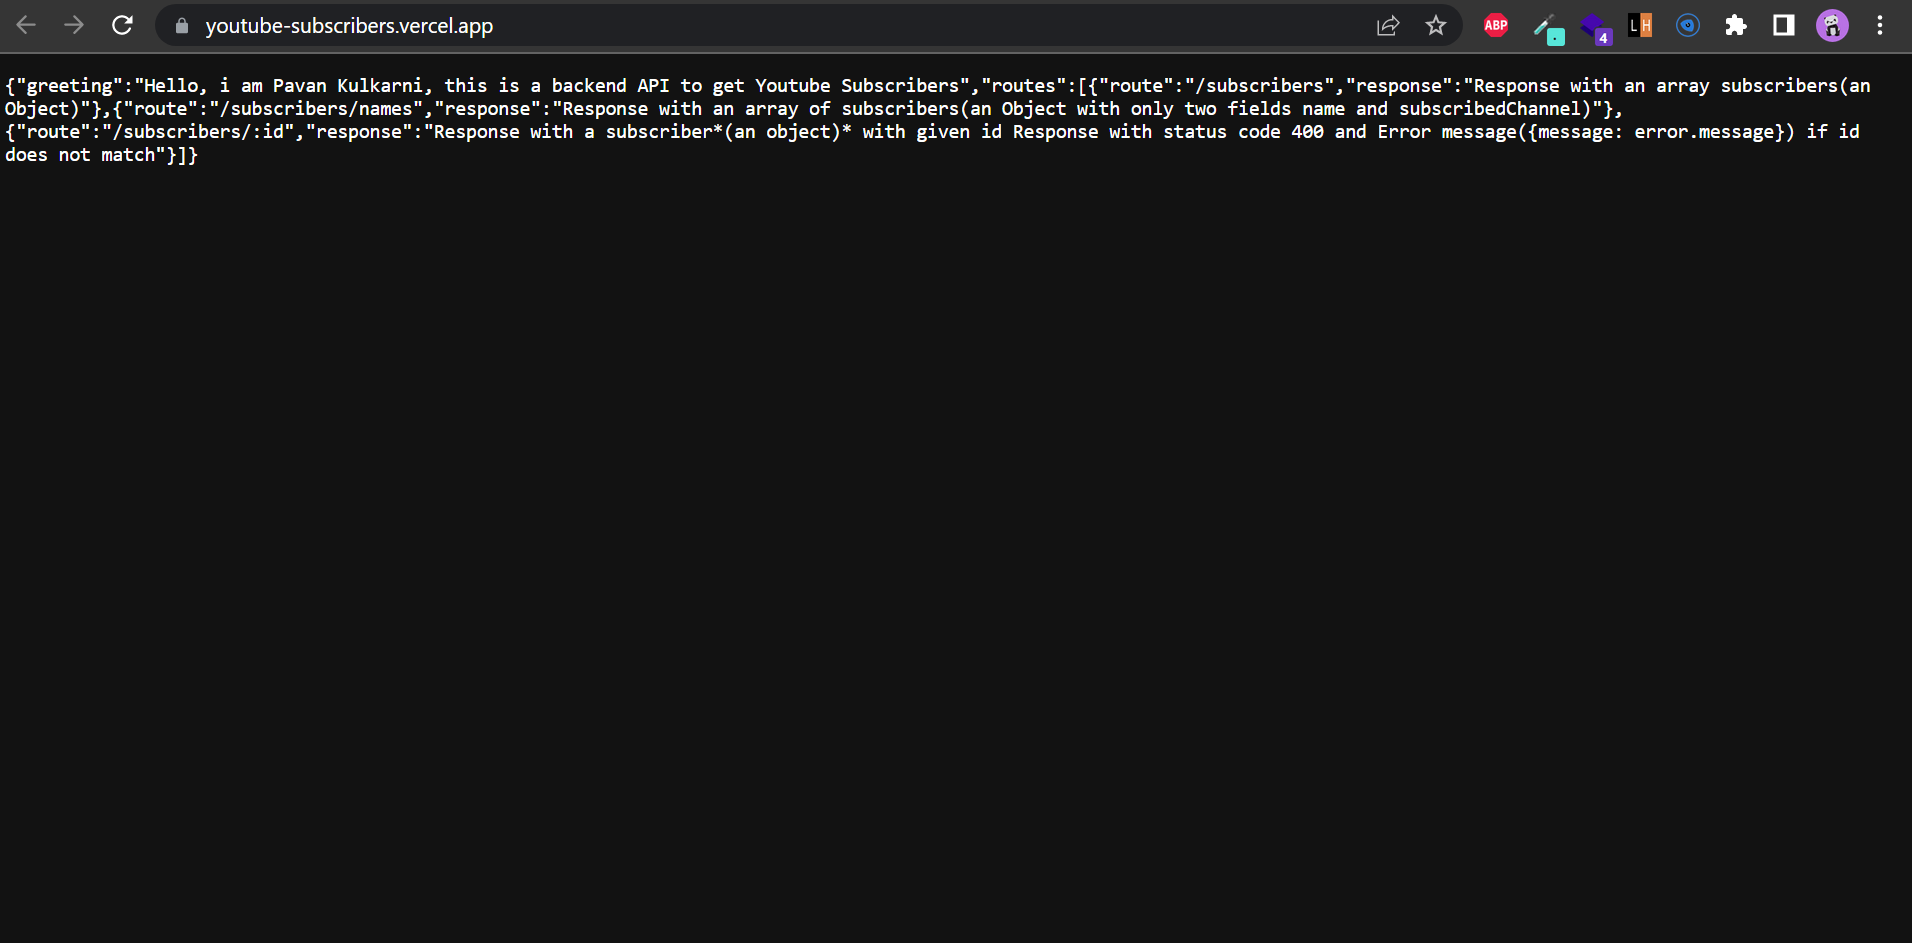 youtube-subscribers.vercel.app
ABP
.
4
L H
{"greeting":"Hello, i am Pavan Kulkarni, this is a backend API to get Youtube Subscribers","routes":[{"route":"/subscribers","response":"Response with an array subscribers(an
Object)"},{"route":"/subscribers/names","response":"Response with an array of subscribers(an Object with only two fields name and subscribedChannel)"},
{"route":"/subscribers/:id","response":"Response with a subscriber*(an object)* with given id Response with status code 400 and Error message({message: error.message}) if id
does not match"}]}